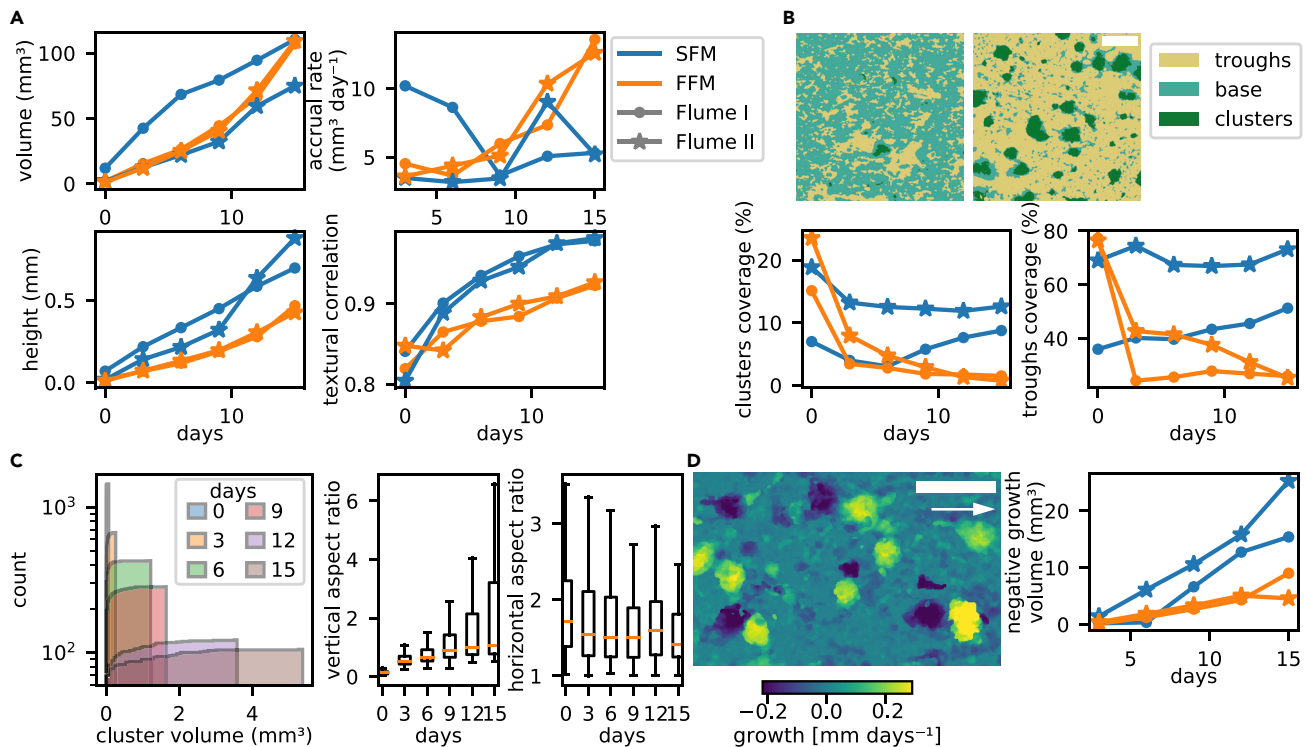 A
volume (mm³)
100
50
0
0
10
accrual rate
(mm³ day⁻¹)
10
5
5
10
15
SFM
FFM
Flume I
Flume II
height (mm)
0.5
0.0
0
10
days
textural correlation
0.9
0.8
0
10
days
B
troughs
base
clusters
clusters coverage (%)
20
10
0
0
10
days
troughs coverage (%)
80
60
40
0
10
days
C
count
10³
10²
0
2
4
cluster volume (mm³)
days
0
3
6
9
12
15
vertical aspect ratio
6
4
2
0
0
3
6
9
12
15
days
horizontal aspect ratio
3
2
1
0
3
6
9
12
15
days
D
−0.2
0.0
0.2
growth [mm days⁻¹]
negative growth
volume (mm³)
20
10
0
5
10
15
days